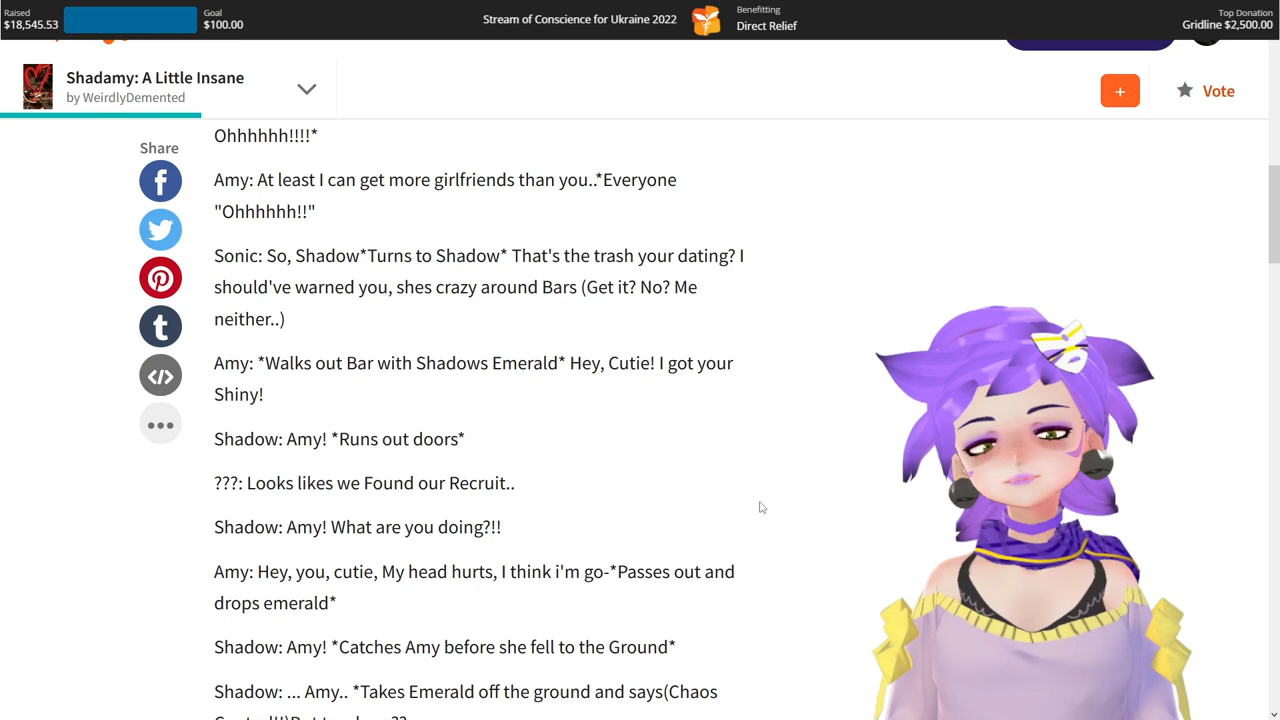 Raised
$18,545.53
Goal
$100.00
Stream of Conscience for Ukraine 2022
Benefitting
Direct Relief
Top Donation
Gridline $2,500.00
Shadamy: A Little Insane
by WeirdlyDemented
+
Vote
Share
Ohhhhhh!!!!*
Amy: At least I can get more girlfriends than you..*Everyone
"Ohhhhhh!!"
Sonic: So, Shadow*Turns to Shadow* That's the trash your dating? I
should've warned you, shes crazy around Bars (Get it? No? Me
neither..)
Amy: *Walks out Bar with Shadows Emerald* Hey, Cutie! I got your
Shiny!
Shadow: Amy! *Runs out doors*
???: Looks likes we Found our Recruit..
Shadow: Amy! What are you doing?!!
Amy: Hey, you, cutie, My head hurts, I think i'm go-*Passes out and
drops emerald*
Shadow: Amy! *Catches Amy before she fell to the Ground*
Shadow: ... Amy.. *Takes Emerald off the ground and says(Chaos